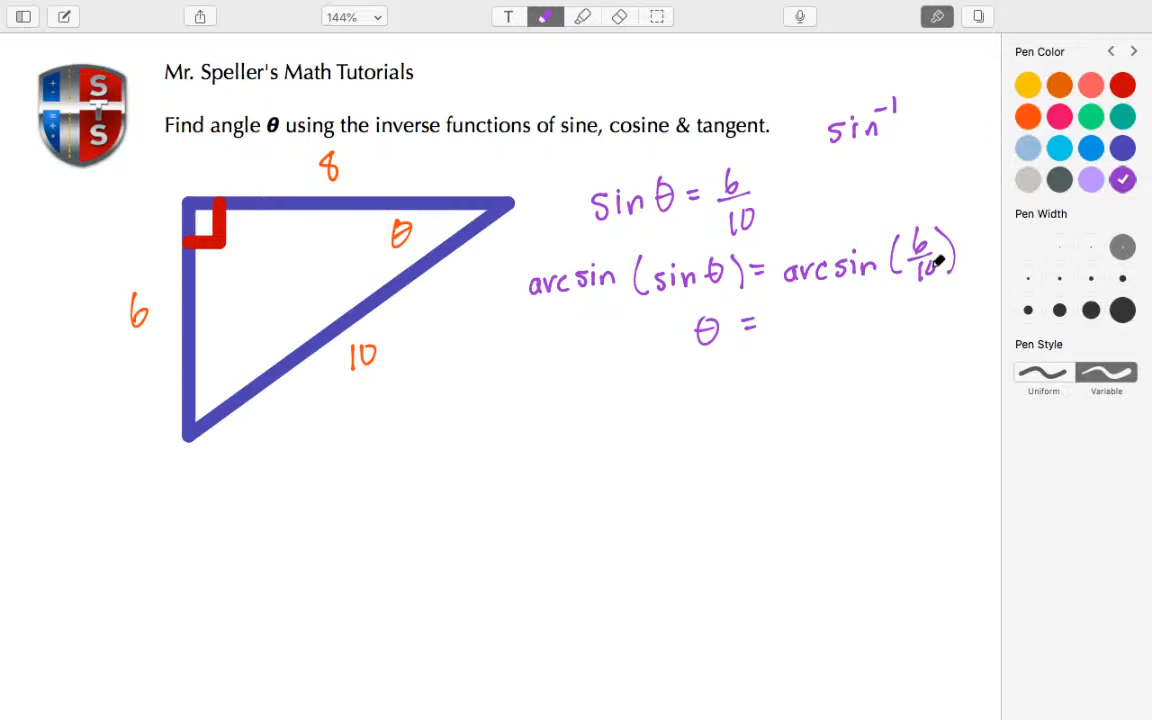 144%
T
Pen Color
Mr. Speller's Math Tutorials
S
T
S
Find angle θ using the inverse functions of sine, cosine & tangent.
sin⁻¹
8
θ
6
10
sin θ = 6/10
arcsin (sin θ) = arcsin (6/10)
θ =
Pen Width
Pen Style
Uniform Variable